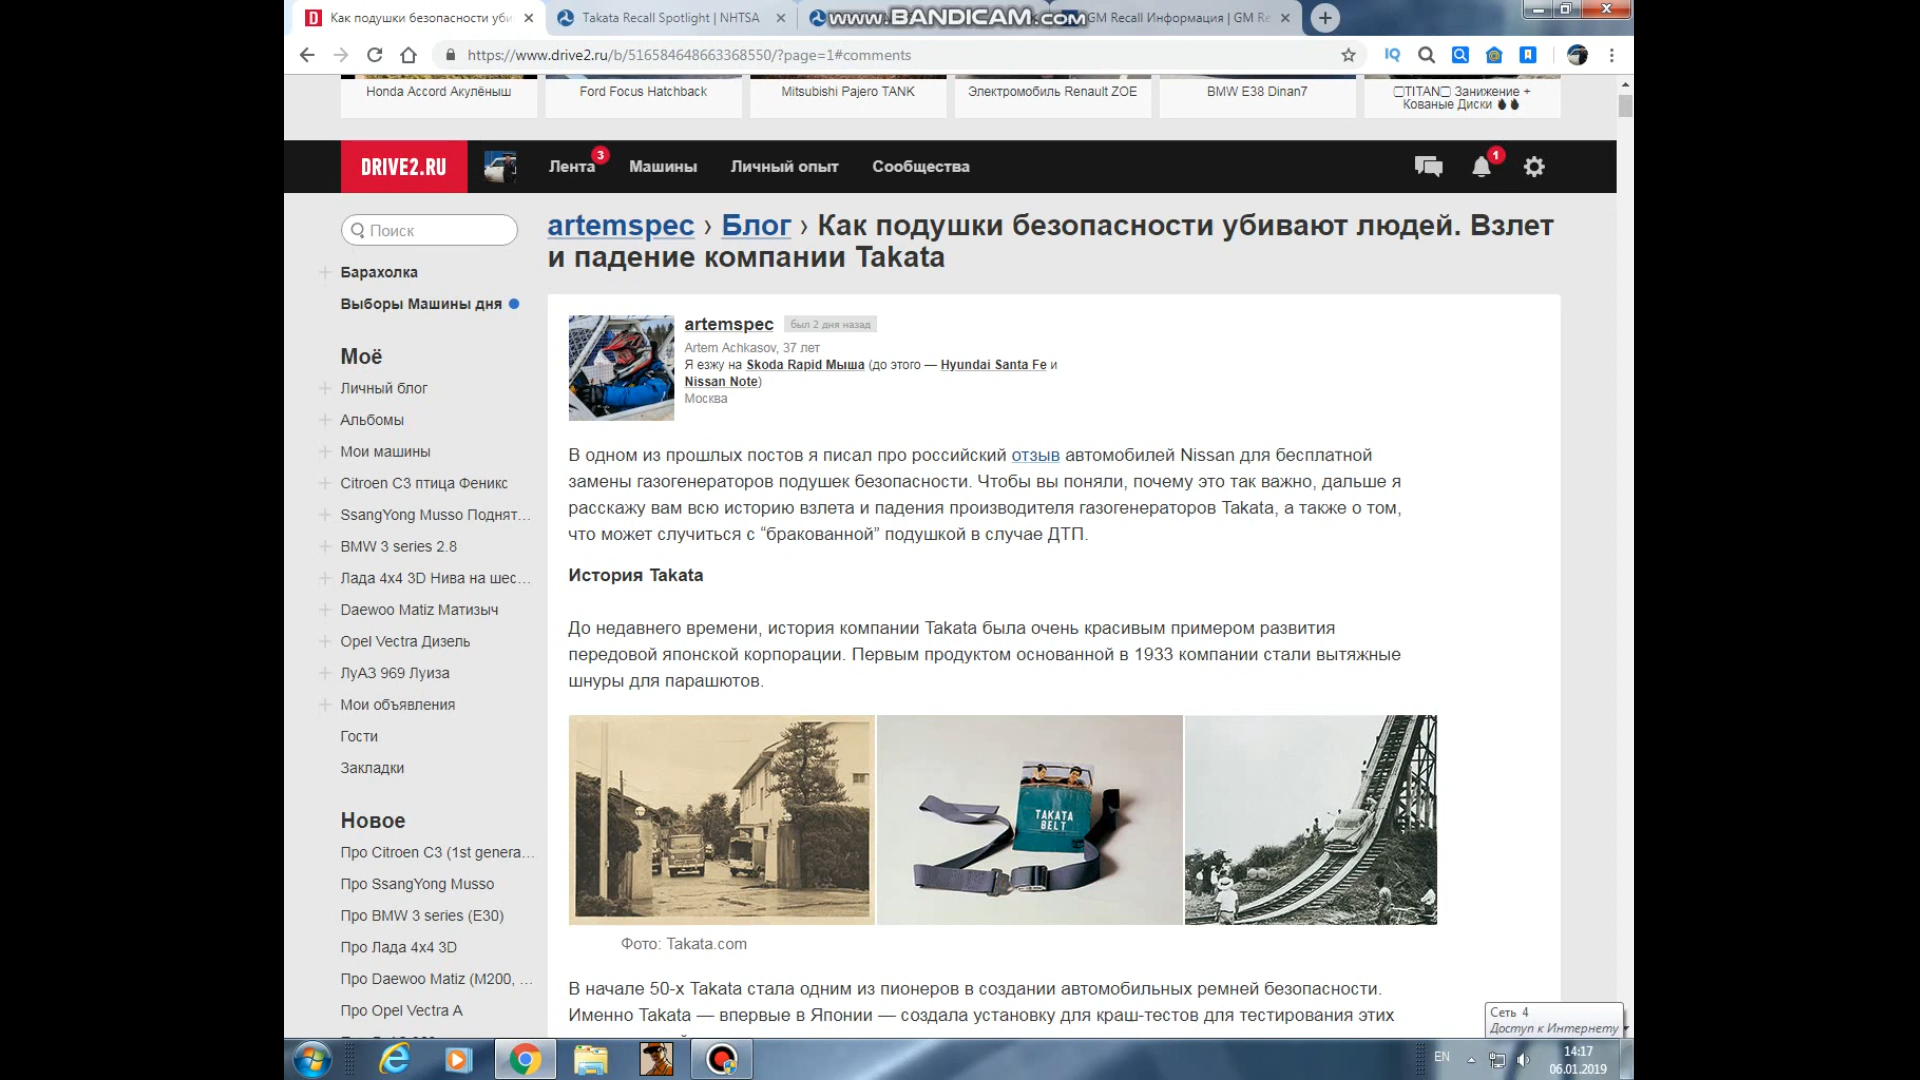 Как подушки безопасности уби
Takata Recall Spotlight | NHTSA
www.BANDICAM.com
GM Recall Информация | GM Re
https://www.drive2.ru/b/516584648663368550/?page=1#comments
IQ
Honda Accord Акулёныш
Ford Focus Hatchback
Mitsubishi Pajero TANK
Электромобиль Renault ZOE
BMW E38 Dinan7
TITAN Занижение +
Кованые Диски
DRIVE2.RU
Лента
3
Машины
Личный опыт
Сообщества
1
artemspec › Блог › Как подушки безопасности убивают людей. Взлет
и падение компании Takata
Поиск
Барахолка
Выборы Машины дня
Моё
Личный блог
Альбомы
Мои машины
Citroen C3 птица Феникс
SsangYong Musso Поднят...
BMW 3 series 2.8
Лада 4x4 3D Нива на шес...
Daewoo Matiz Матизыч
Opel Vectra Дизель
ЛуАЗ 969 Луиза
Мои объявления
Гости
Закладки
Новое
Про Citroen C3 (1st genera...
Про SsangYong Musso
Про BMW 3 series (E30)
Про Лада 4x4 3D
Про Daewoo Matiz (M200, ...
Про Opel Vectra A
artemspec
был 2 дня назад
Artem Achkasov, 37 лет
Я езжу на Skoda Rapid Мыша (до этого — Hyundai Santa Fe и
Nissan Note)
Москва
В одном из прошлых постов я писал про российский отзыв автомобилей Nissan для бесплатной
замены газогенераторов подушек безопасности. Чтобы вы поняли, почему это так важно, дальше я
расскажу вам всю историю взлета и падения производителя газогенераторов Takata, а также о том,
что может случиться с “бракованной” подушкой в случае ДТП.
История Takata
До недавнего времени, история компании Takata была очень красивым примером развития
передовой японской корпорации. Первым продуктом основанной в 1933 компании стали вытяжные
шнуры для парашютов.
TAKATA
BELT
Фото: Takata.com
В начале 50-х Takata стала одним из пионеров в создании автомобильных ремней безопасности.
Именно Takata — впервые в Японии — создала установку для краш-тестов для тестирования этих
Сеть 4
Доступ к Интернету
EN
14:17
06.01.2019